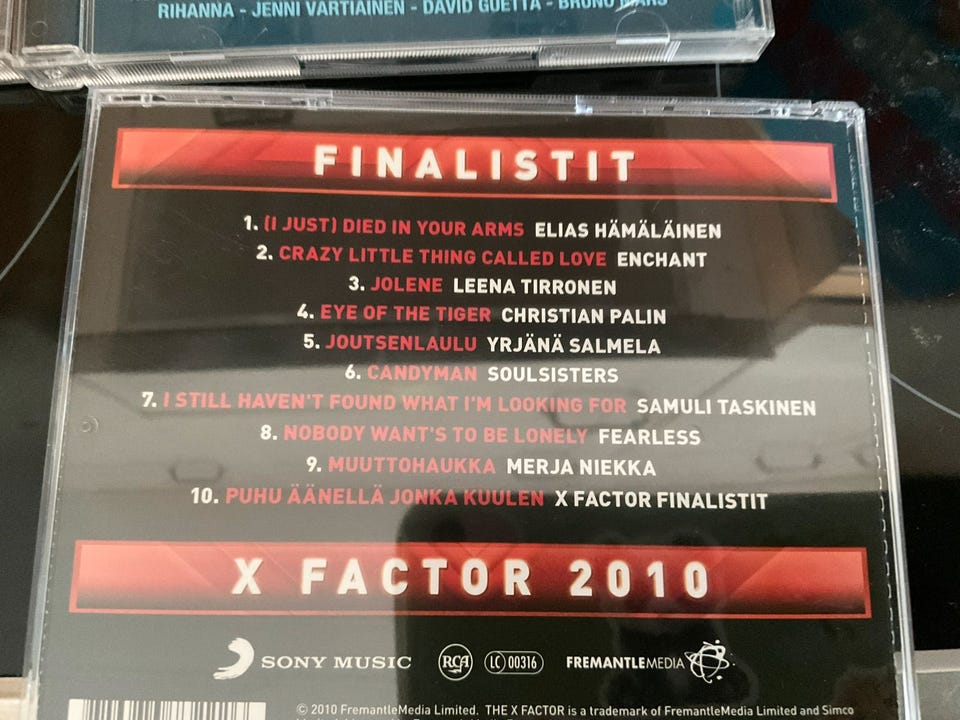 RIHANNA - JENNI VARTIAINEN - DAVID GUETTA - BRUNO MARS
FINALISTIT
1. (I JUST) DIED IN YOUR ARMS ELIAS HÄMÄLÄINEN
2. CRAZY LITTLE THING CALLED LOVE ENCHANT
3. JOLENE LEENA TIRRONEN
4. EYE OF THE TIGER CHRISTIAN PALIN
5. JOUTSENLAULU YRJÄNÄ SALMELA
6. CANDYMAN SOULSISTERS
7. I STILL HAVEN'T FOUND WHAT I'M LOOKING FOR SAMULI TASKINEN
8. NOBODY WANT'S TO BE LONELY FEARLESS
9. MUUTTOHAUKKA MERJA NIEKKA
10. PUHU ÄÄNELLÄ JONKA KUULEN X FACTOR FINALISTIT
X FACTOR 2010
SONY MUSIC RCA LC 00316 FREMANTLEMEDIA
© 2010 FremantleMedia Limited. THE X FACTOR is a trademark of FremantleMedia Limited and Simco